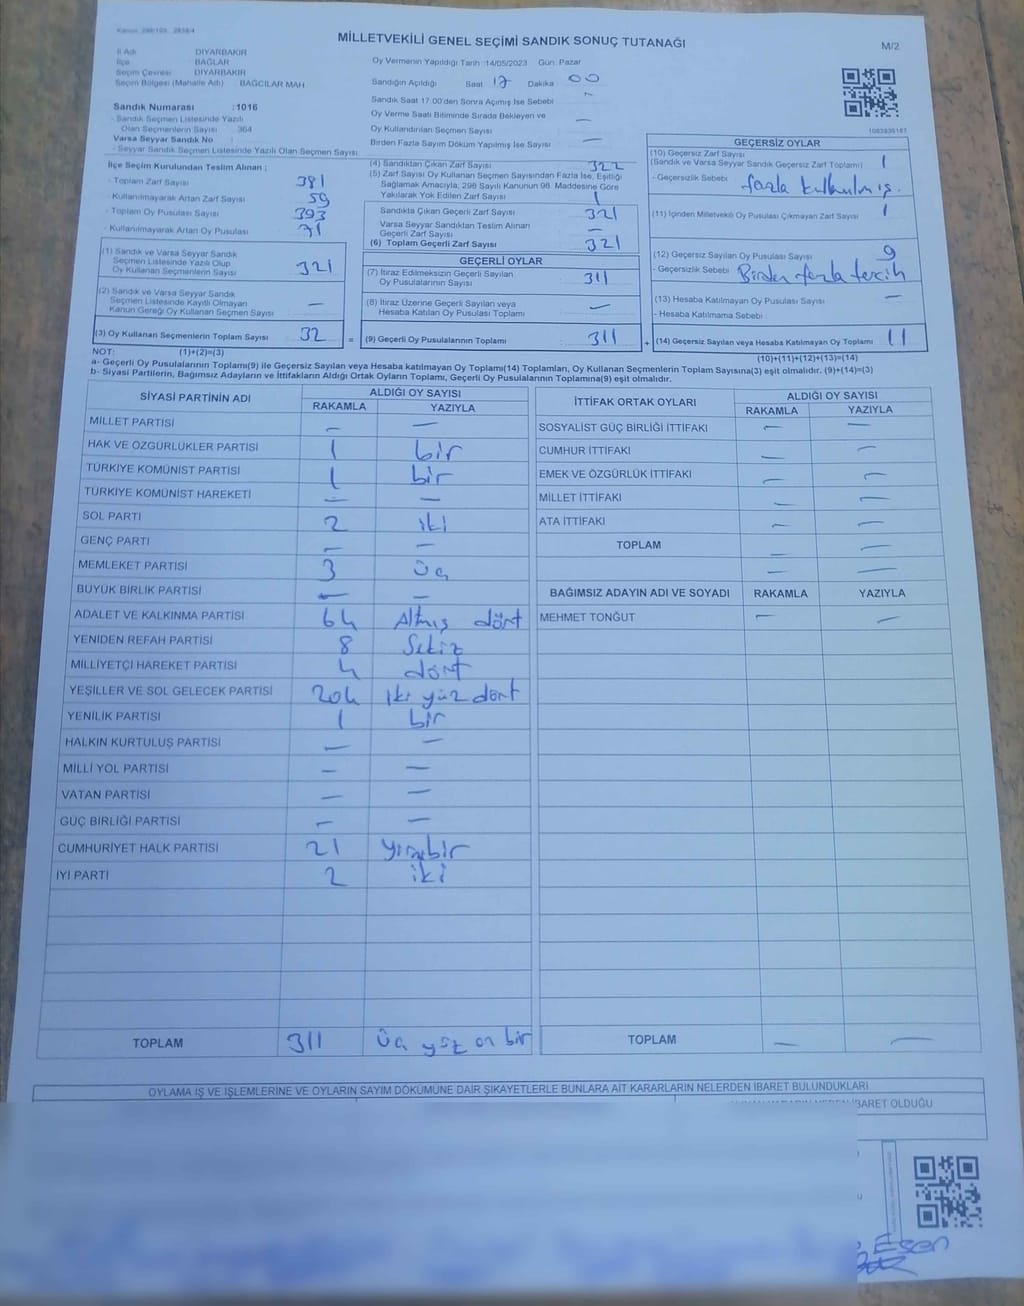 Kanun: 298/105 2839/4
MİLLETVEKİLİ GENEL SEÇİMİ SANDIK SONUÇ TUTANAĞI
M/2
İl Adı DİYARBAKIR
İlçe BAĞLAR
Seçim Çevresi DİYARBAKIR
Seçim Bölgesi (Mahalle Adı) BAĞCILAR MAH
Oy Vermenin Yapıldığı Tarih :14/05/2023 Gün: Pazar
Sandığın Açıldığı Saat 17 Dakika 00
Sandık Saat 17.00'den Sonra Açımış İse Sebebi —
Oy Verme Saati Bitiminde Sırada Bekleyen ve
Oy Kullandırılan Seçmen Sayısı —
Birden Fazla Sayım Döküm Yapılmış İse Sayısı —
Sandık Numarası :1016
- Sandık Seçmen Listesinde Yazılı
Olan Seçmenlerin Sayısı : 364
Varsa Seyyar Sandık No :
- Seyyar Sandık Seçmen Listesinde Yazılı Olan Seçmen Sayısı
İlçe Seçim Kurulundan Teslim Alınan :
- Toplam Zarf Sayısı 381
- Kullanılmayarak Artan Zarf Sayısı 59
- Toplam Oy Pusulası Sayısı 393
- Kullanılmayarak Artan Oy Pusulası 71
(1) Sandık ve Varsa Seyyar Sandık
Seçmen Listesinde Yazılı Olup
Oy Kullanan Seçmenlerin Sayısı 321
(2) Sandık ve Varsa Seyyar Sandık
Seçmen Listesinde Kayıtlı Olmayan
Kanun Gereği Oy Kullanan Seçmen Sayısı —
(3) Oy Kullanan Seçmenlerin Toplam Sayısı 32
(4) Sandıktan Çıkan Zarf Sayısı 322
(5) Zarf Sayısı Oy Kullanan Seçmen Sayısından Fazla İse, Eşitliği
Sağlamak Amacıyla, 298 Sayılı Kanunun 98. Maddesine Göre
Yakılarak Yok Edilen Zarf Sayısı 1
Sandıkta Çıkan Geçerli Zarf Sayısı 321
Varsa Seyyar Sandıktan Teslim Alınan
Geçerli Zarf Sayısı —
(6) Toplam Geçerli Zarf Sayısı 321
GEÇERLİ OYLAR
(7) İtiraz Edilmeksizin Geçerli Sayılan
Oy Pusulalarının Sayısı : 311
(8) İtiraz Üzerine Geçerli Sayılan veya
Hesaba Katılan Oy Pusulası Toplamı : —
= (9) Geçerli Oy Pusulalarının Toplamı : 311
1083936167
GEÇERSİZ OYLAR
(10) Geçersiz Zarf Sayısı
(Sandık ve Varsa Seyyar Sandık Geçersiz Zarf Toplamı) 1
- Geçersizlik Sebebi : fazla kullanılmış.
(11) İçinden Milletvekili Oy Pusulası Çıkmayan Zarf Sayısı 1
(12) Geçersiz Sayılan Oy Pusulası Sayısı 9
- Geçersizlik Sebebi : Birden fazla tercih
(13) Hesaba Katılmayan Oy Pusulası Sayısı —
- Hesaba Katılmama Sebebi :
+ (14) Geçersiz Sayılan veya Hesaba Katılmayan Oy Toplamı 11
NOT: (1)+(2)=(3)
(10)+(11)+(12)+(13)=(14)
a- Geçerli Oy Pusulalarının Toplamı(9) ile Geçersiz Sayılan veya Hesaba katılmayan Oy Toplamı(14) Toplamları, Oy Kullanan Seçmenlerin Toplam Sayısına(3) eşit olmalıdır. (9)+(14)=(3)
b- Siyasi Partilerin, Bağımsız Adayların ve İttifakların Aldığı Oyların Toplamı, Geçerli Oy Pusulalarının Toplamına(9) eşit olmalıdır.
SİYASİ PARTİNİN ADI ALDIĞI OY SAYISI
RAKAMLA YAZIYLA
MİLLET PARTİSİ — —
HAK VE ÖZGÜRLÜKLER PARTİSİ 1 bir
TÜRKİYE KOMÜNİST PARTİSİ 1 bir
TÜRKİYE KOMÜNİST HAREKETİ — —
SOL PARTİ 2 iki
GENÇ PARTİ — —
MEMLEKET PARTİSİ 3 üç
BÜYÜK BİRLİK PARTİSİ — —
ADALET VE KALKINMA PARTİSİ 64 Altmış dört
YENİDEN REFAH PARTİSİ 8 Sekiz
MİLLİYETÇİ HAREKET PARTİSİ 4 dört
YEŞİLLER VE SOL GELECEK PARTİSİ 204 iki yüz dört
YENİLİK PARTİSİ 1 bir
HALKIN KURTULUŞ PARTİSİ — —
MİLLİ YOL PARTİSİ — —
VATAN PARTİSİ — —
GÜÇ BİRLİĞİ PARTİSİ — —
CUMHURİYET HALK PARTİSİ 21 yirmibir
İYİ PARTİ 2 iki
TOPLAM 311 Üç yüz on bir
İTTİFAK ORTAK OYLARI ALDIĞI OY SAYISI
RAKAMLA YAZIYLA
SOSYALİST GÜÇ BİRLİĞİ İTTİFAKI — —
CUMHUR İTTİFAKI — —
EMEK VE ÖZGÜRLÜK İTTİFAKI — —
MİLLET İTTİFAKI — —
ATA İTTİFAKI — —
TOPLAM — —
— —
BAĞIMSIZ ADAYIN ADI VE SOYADI RAKAMLA YAZIYLA
MEHMET TONĞUT — —
TOPLAM — —
OYLAMA İŞ VE İŞLEMLERİNE VE OYLARIN SAYIM DÖKÜMÜNE DAİR ŞİKAYETLERLE BUNLARA AİT KARARLARIN NELERDEN İBARET BULUNDUKLARI
İBARET OLDUĞU
Esen